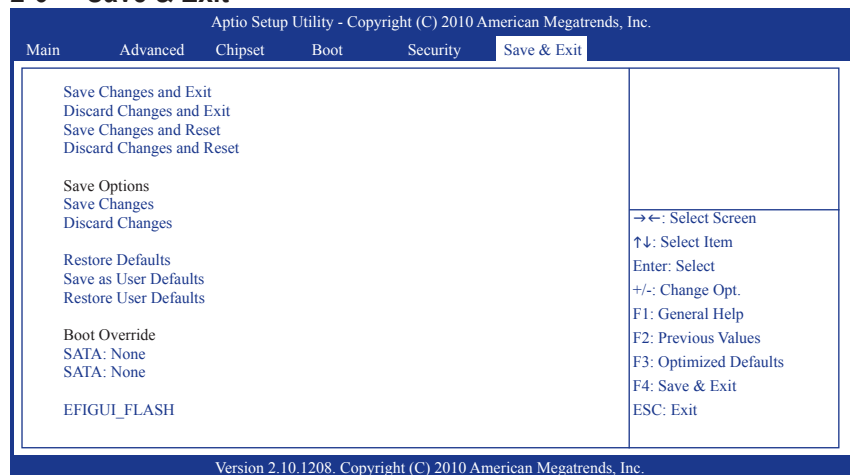 Aptio Setup Utility - Copyright (C) 2010 American Megatrends, Inc.
Main Advanced Chipset Boot Security Save & Exit
Save Changes and Exit
Discard Changes and Exit
Save Changes and Reset
Discard Changes and Reset
Save Options
Save Changes
Discard Changes
Restore Defaults
Save as User Defaults
Restore User Defaults
Boot Override
SATA: None
SATA: None
EFIGUI_FLASH
→←: Select Screen
↑↓: Select Item
Enter: Select
+/-: Change Opt.
F1: General Help
F2: Previous Values
F3: Optimized Defaults
F4: Save & Exit
ESC: Exit
Version 2.10.1208. Copyright (C) 2010 American Megatrends, Inc.